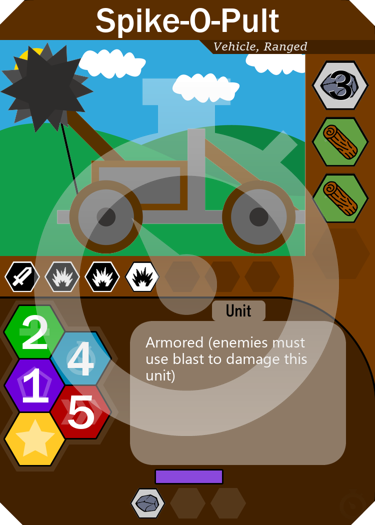 Spike-O-Pult
Vehicle, Ranged
3
Unit
2
4
1
5
Armored (enemies must
use blast to damage this
unit)